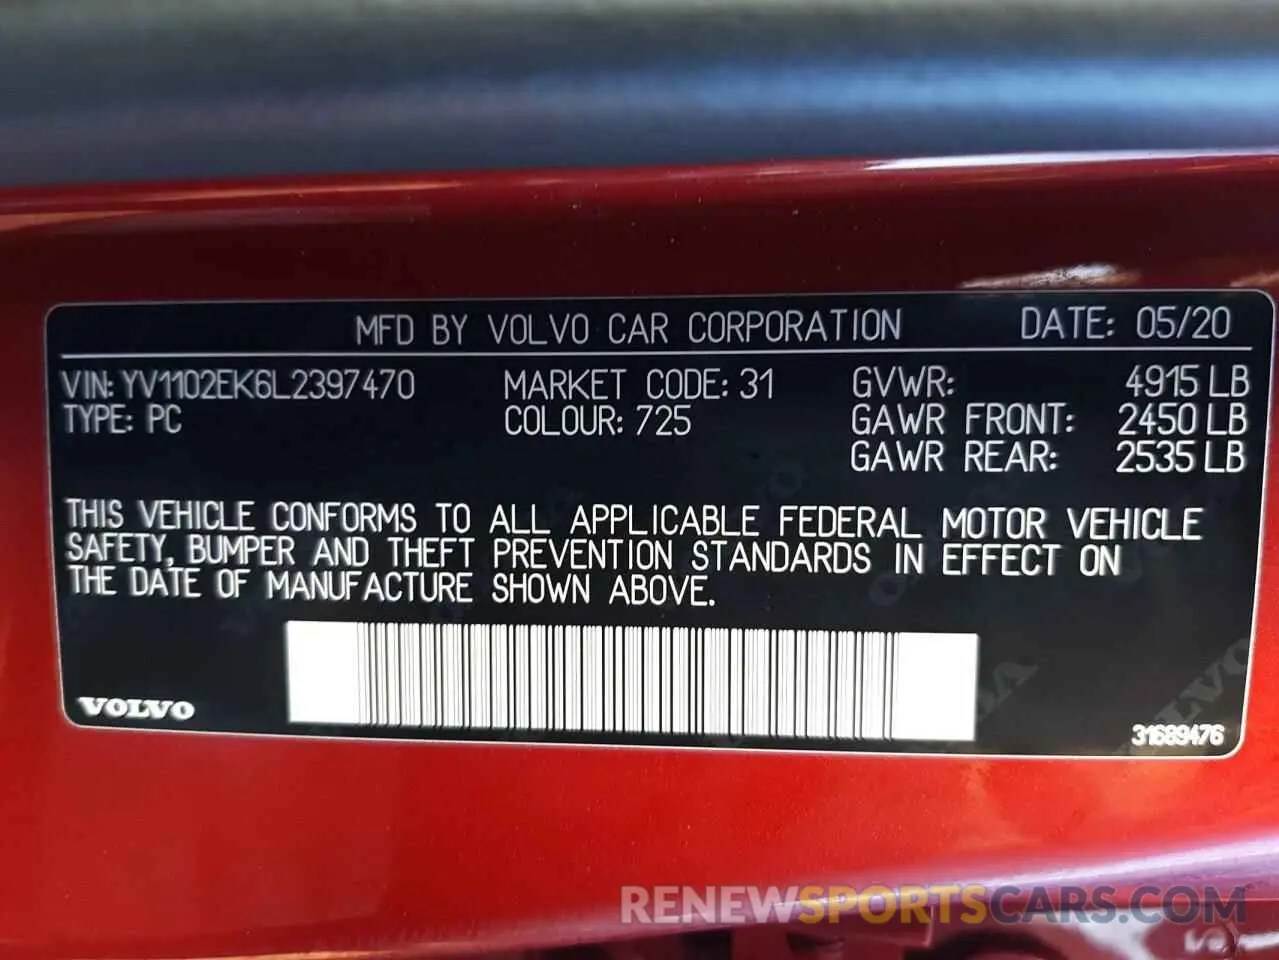 MFD BY VOLVO CAR CORPORATION DATE: 05/20
VIN: YV1102EK6L2397470 MARKET CODE: 31 GVWR: 4915 LB
TYPE: PC COLOUR: 725 GAWR FRONT: 2450 LB
GAWR REAR: 2535 LB
THIS VEHICLE CONFORMS TO ALL APPLICABLE FEDERAL MOTOR VEHICLE
SAFETY, BUMPER AND THEFT PREVENTION STANDARDS IN EFFECT ON
THE DATE OF MANUFACTURE SHOWN ABOVE.
VOLVO
31689476
RENEWSPORTSCARS.COM